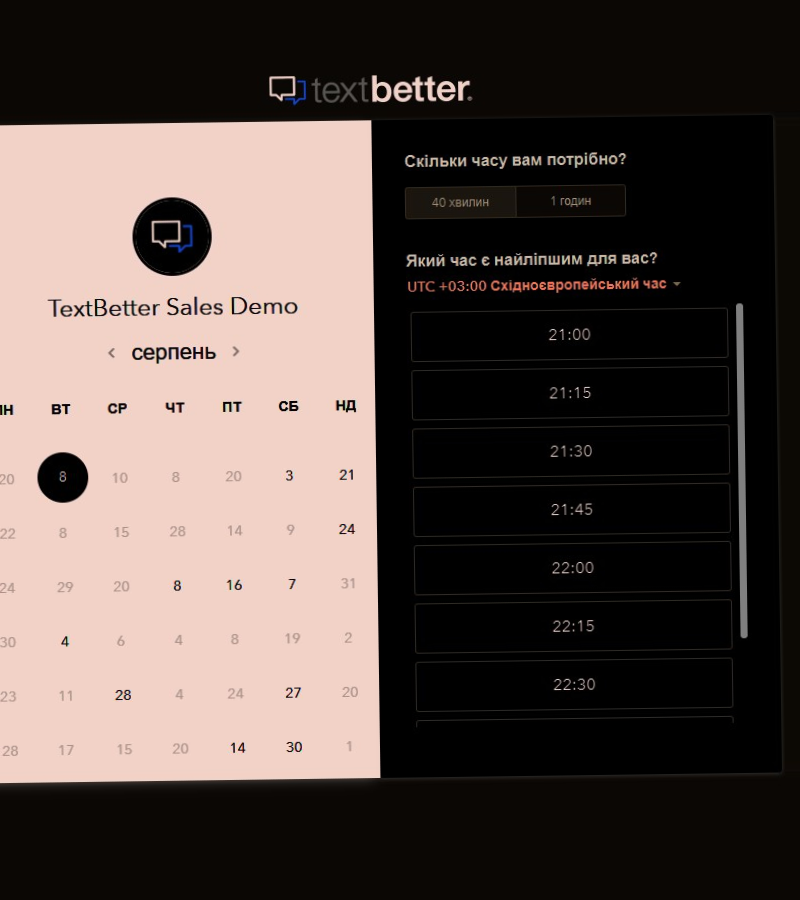 textbetter.
TextBetter Sales Demo
серпень
ВТ СР ЧТ ПТ СБ НД
20 8 10 8 20 3 21
22 8 15 28 14 9 24
24 29 20 8 16 7 31
30 4 6 4 8 19 2
23 11 28 4 24 27 20
28 17 15 20 14 30 1
Скільки часу вам потрібно?
40 хвилин 1 годин
Який час є найліпшим для вас?
UTC +03:00 Східноєвропейський час
21:00
21:15
21:30
21:45
22:00
22:15
22:30